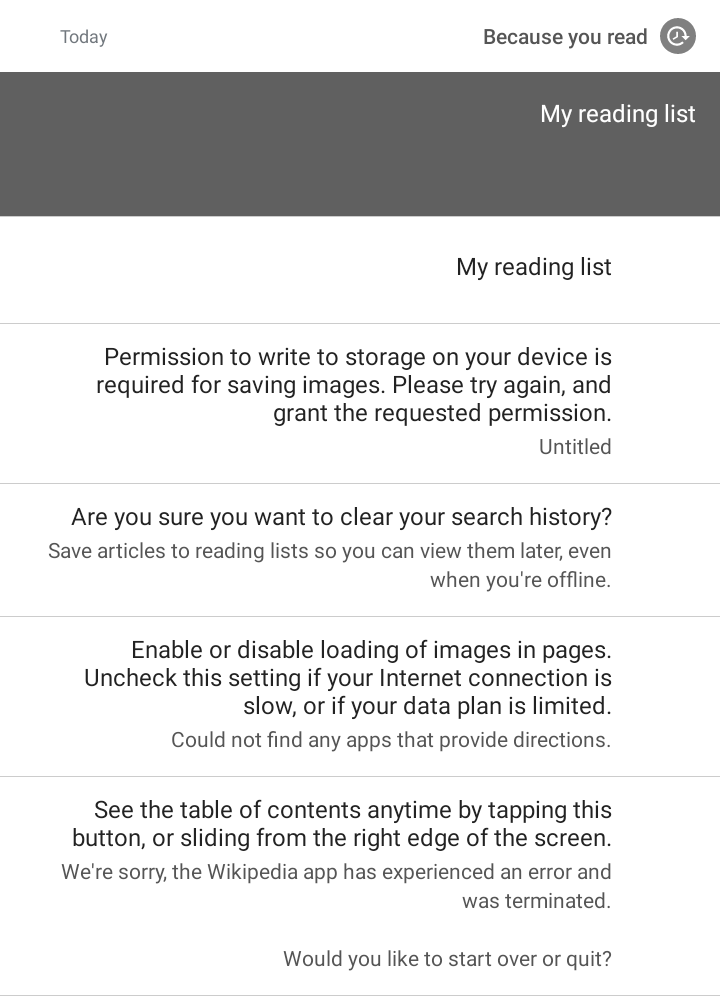 Today
Because you read
My reading list
My reading list
Permission to write to storage on your device is
required for saving images. Please try again, and
grant the requested permission.
Untitled
Are you sure you want to clear your search history?
Save articles to reading lists so you can view them later, even
when you're offline.
Enable or disable loading of images in pages.
Uncheck this setting if your Internet connection is
slow, or if your data plan is limited.
Could not find any apps that provide directions.
See the table of contents anytime by tapping this
button, or sliding from the right edge of the screen.
We're sorry, the Wikipedia app has experienced an error and
was terminated.
Would you like to start over or quit?